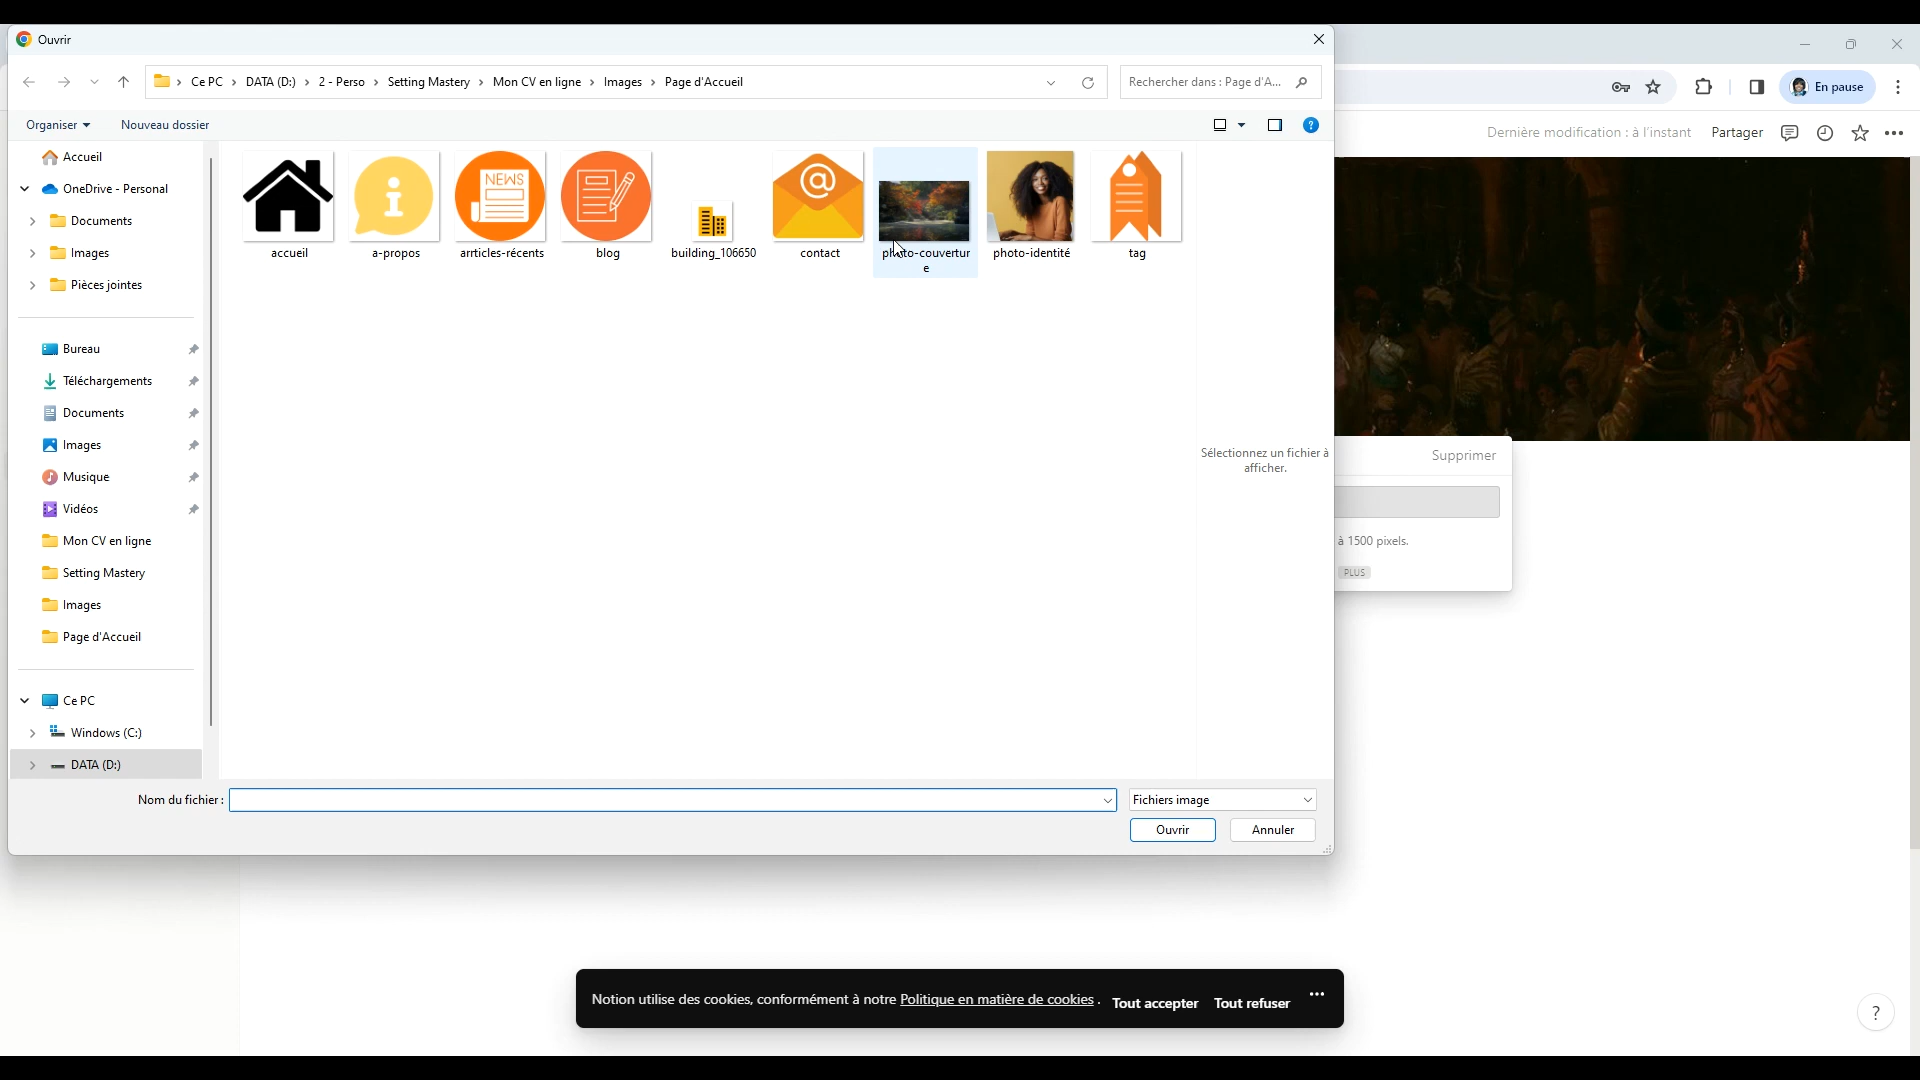 Ouvrir
Ce PC > DATA (D:) > 2 - Perso > Setting Mastery > Mon CV en ligne > Images > Page d'Accueil
Rechercher dans : Page d'A...
En pause
Organiser
Nouveau dossier
Dernière modification : à l'instant
Partager
Accueil
OneDrive - Personal
Documents
Images
Pièces jointes
Bureau
Téléchargements
Documents
Images
Musique
Vidéos
Mon CV en ligne
Setting Mastery
Images
Page d'Accueil
Ce PC
Windows (C:)
DATA (D:)
NEWS
accueil
a-propos
arrticles-récents
blog
building_106650
contact
photo-couvertur
e
photo-identité
tag
Sélectionnez un fichier à
afficher.
Supprimer
à 1500 pixels.
PLUS
Nom du fichier :
Fichiers image
Ouvrir
Annuler
Notion utilise des cookies, conformément à notre Politique en matière de cookies .
Tout accepter
Tout refuser
?